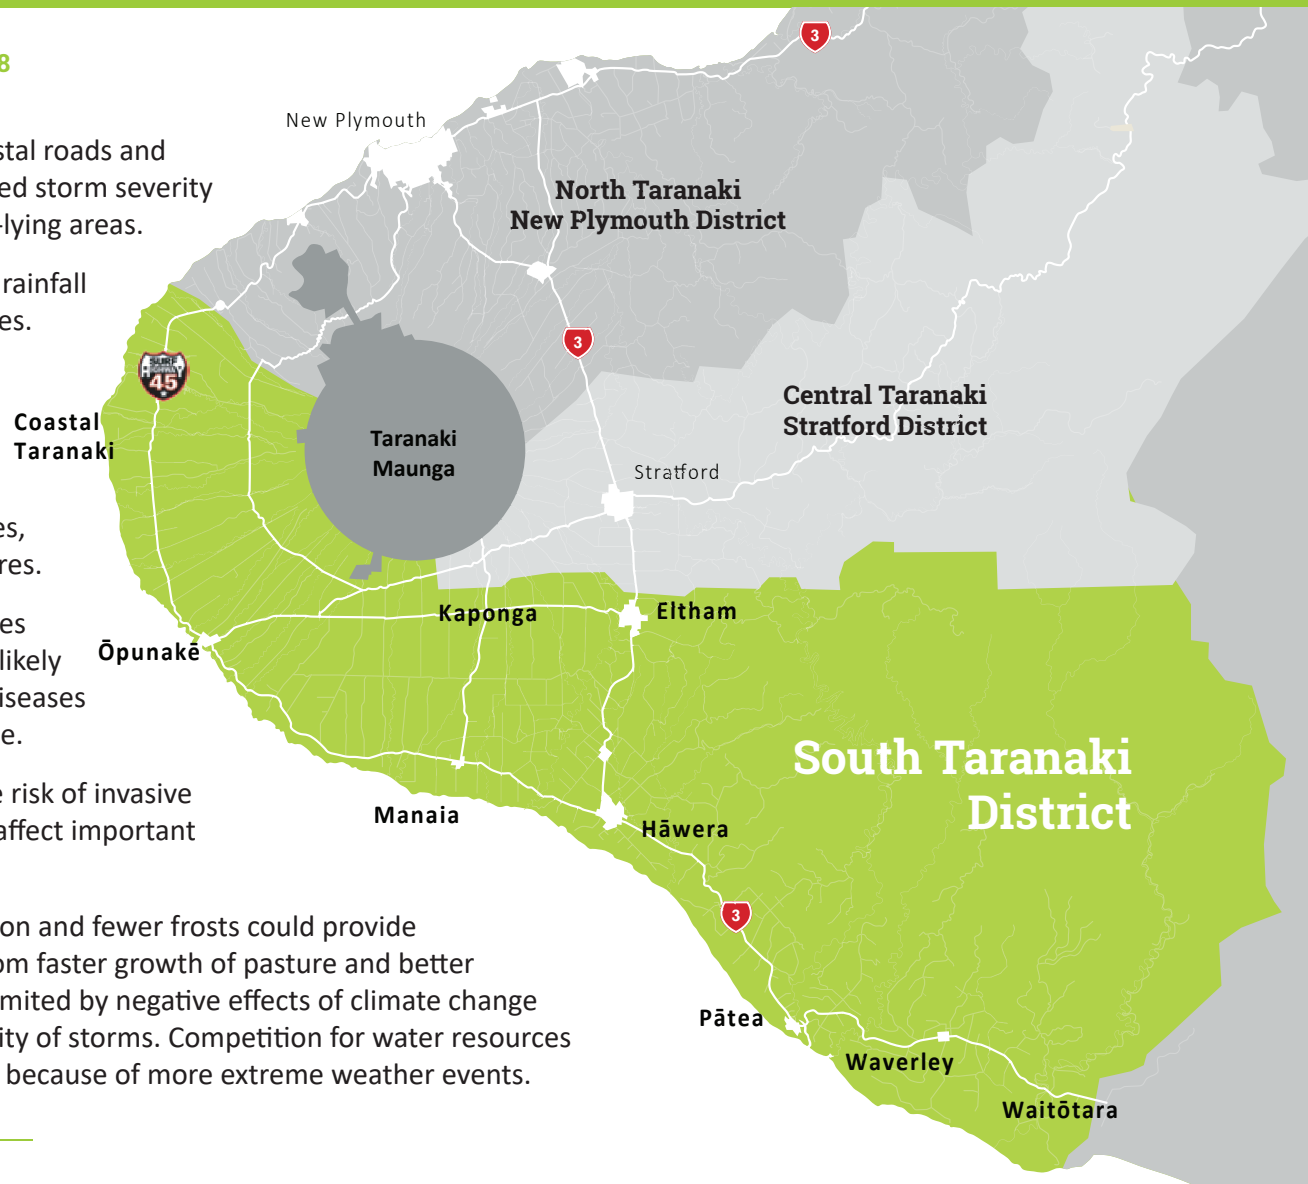 8
stal roads and
ed storm severity
-lying areas.
rainfall
es.
es,
res.
es
likely
iseases
e.
e risk of invasive
affect important
on and fewer frosts could provide
om faster growth of pasture and better
mited by negative effects of climate change
ity of storms. Competition for water resources
because of more extreme weather events.
3
New Plymouth
North Taranaki
New Plymouth District
3
SURF
HIGHWAY
45
Coastal
Taranaki
Taranaki
Maunga
Central Taranaki
Stratford District
Stratford
Kaponga
Eltham
Ōpunakē
South Taranaki
District
Manaia
Hāwera
3
Pātea
Waverley
Waitōtara